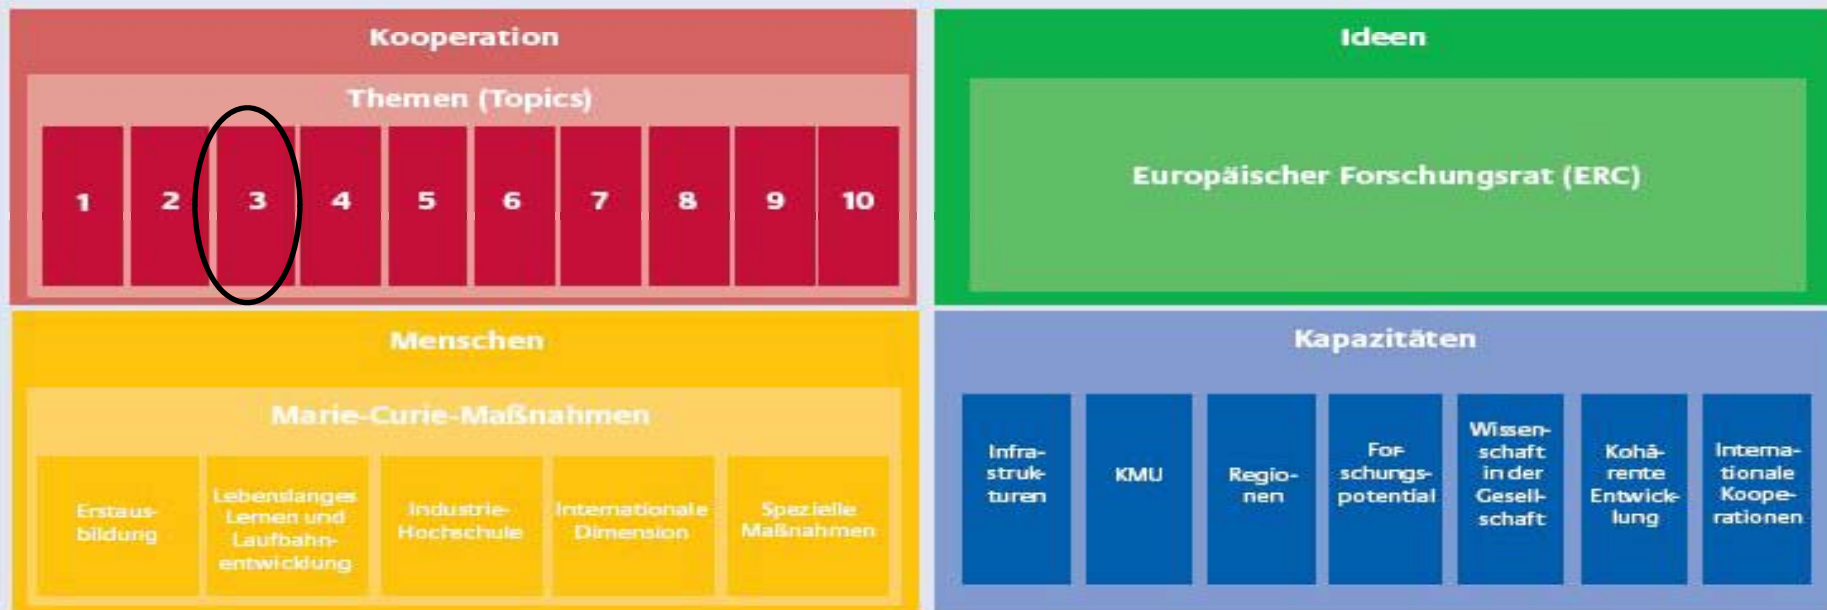 Kooperation
Themen (Topics)
1 2 3 4 5 6 7 8 9 10
Ideen
Europäischer Forschungsrat (ERC)
Menschen
Marie-Curie-Maßnahmen
Erstaus-
bildung
Lebenslanges
Lernen und
Laufbahn-
entwicklung
Industrie-
Hochschule
Internationale
Dimension
Spezielle
Maßnahmen
Kapazitäten
Infra-
struk-
turen
KMU
Regio-
nen
For-
schungs-
potential
Wissen-
schaft
in der
Gesell-
schaft
Kohä-
rente
Entwick-
lung
Interna-
tionale
Koope-
rationen